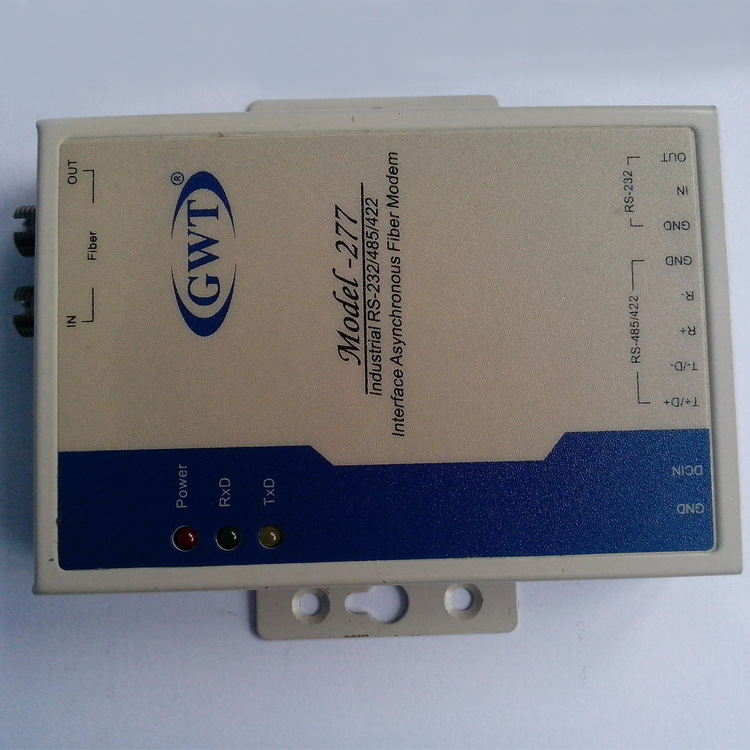 OUT
Fiber
IN
GWT®
Model -277
Industrial RS-232/485/422
Interface Asynchronous Fiber Modem
Power
RxD
TxD
RS-232
OUT
IN
GND
RS-485/422
GND
R-
R+
T-/D-
T+/D+
DCIN
GND